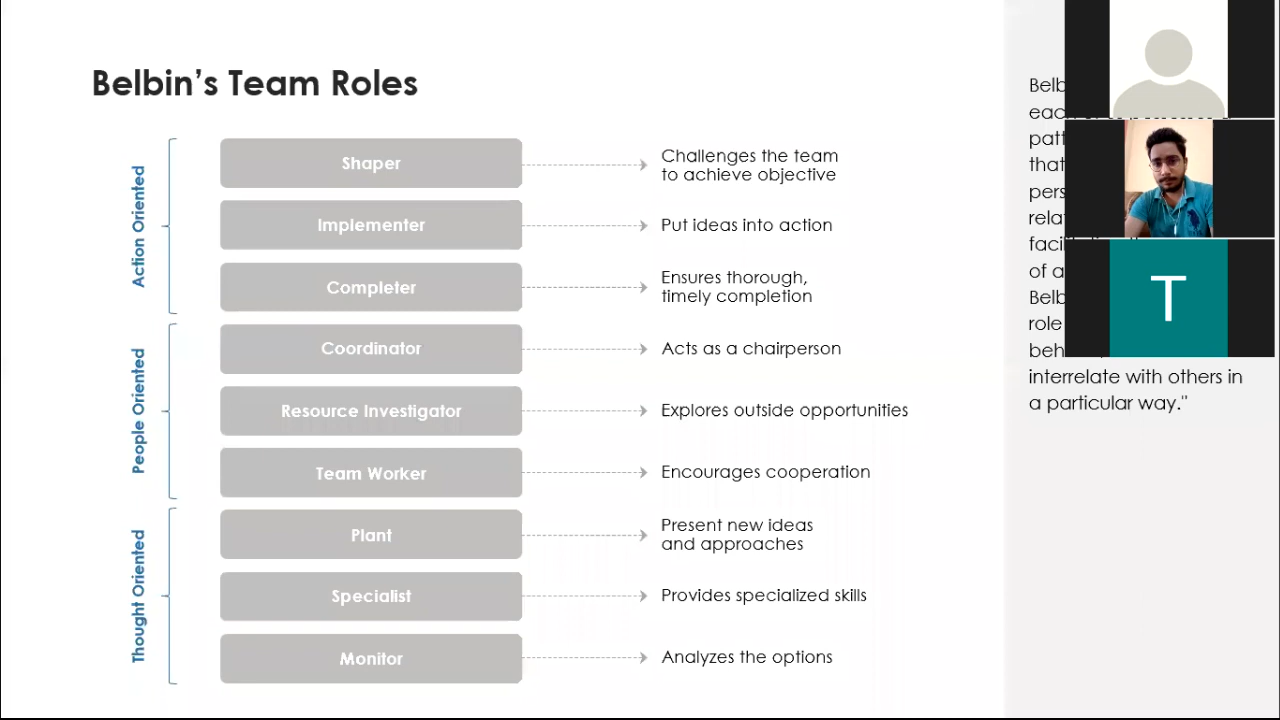 Belbin's Team Roles
Action Oriented
Shaper
Challenges the team
to achieve objective
Implementer
Put ideas into action
Completer
Ensures thorough,
timely completion
People Oriented
Coordinator
Acts as a chairperson
Resource Investigator
Explores outside opportunities
Team Worker
Encourages cooperation
Thought Oriented
Plant
Present new ideas
and approaches
Specialist
Provides specialized skills
Monitor
Analyzes the options
that
of a
role
interrelate with others in
a particular way."
T